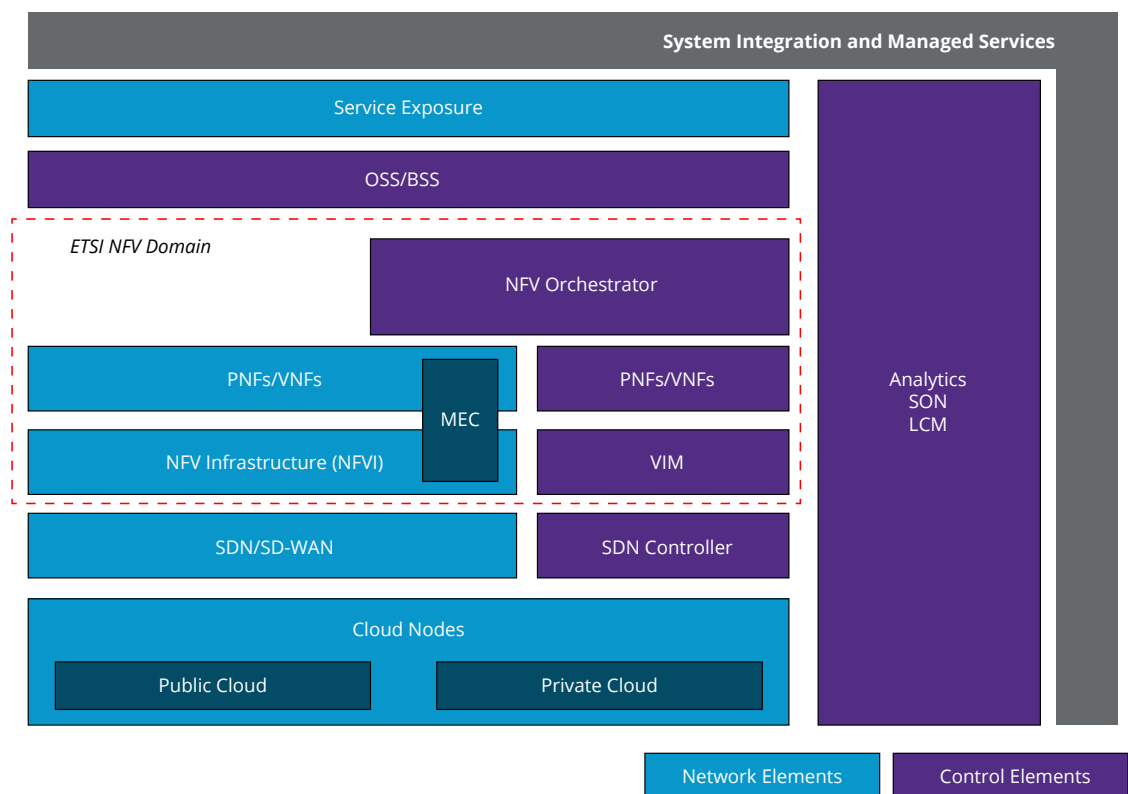 System Integration and Managed Services
Service Exposure
OSS/BSS
ETSI NFV Domain
NFV Orchestrator
PNFs/VNFs
MEC
PNFs/VNFs
NFV Infrastructure (NFVI)
VIM
SDN/SD-WAN
SDN Controller
Cloud Nodes
Public Cloud
Private Cloud
Analytics
SON
LCM
Network Elements
Control Elements